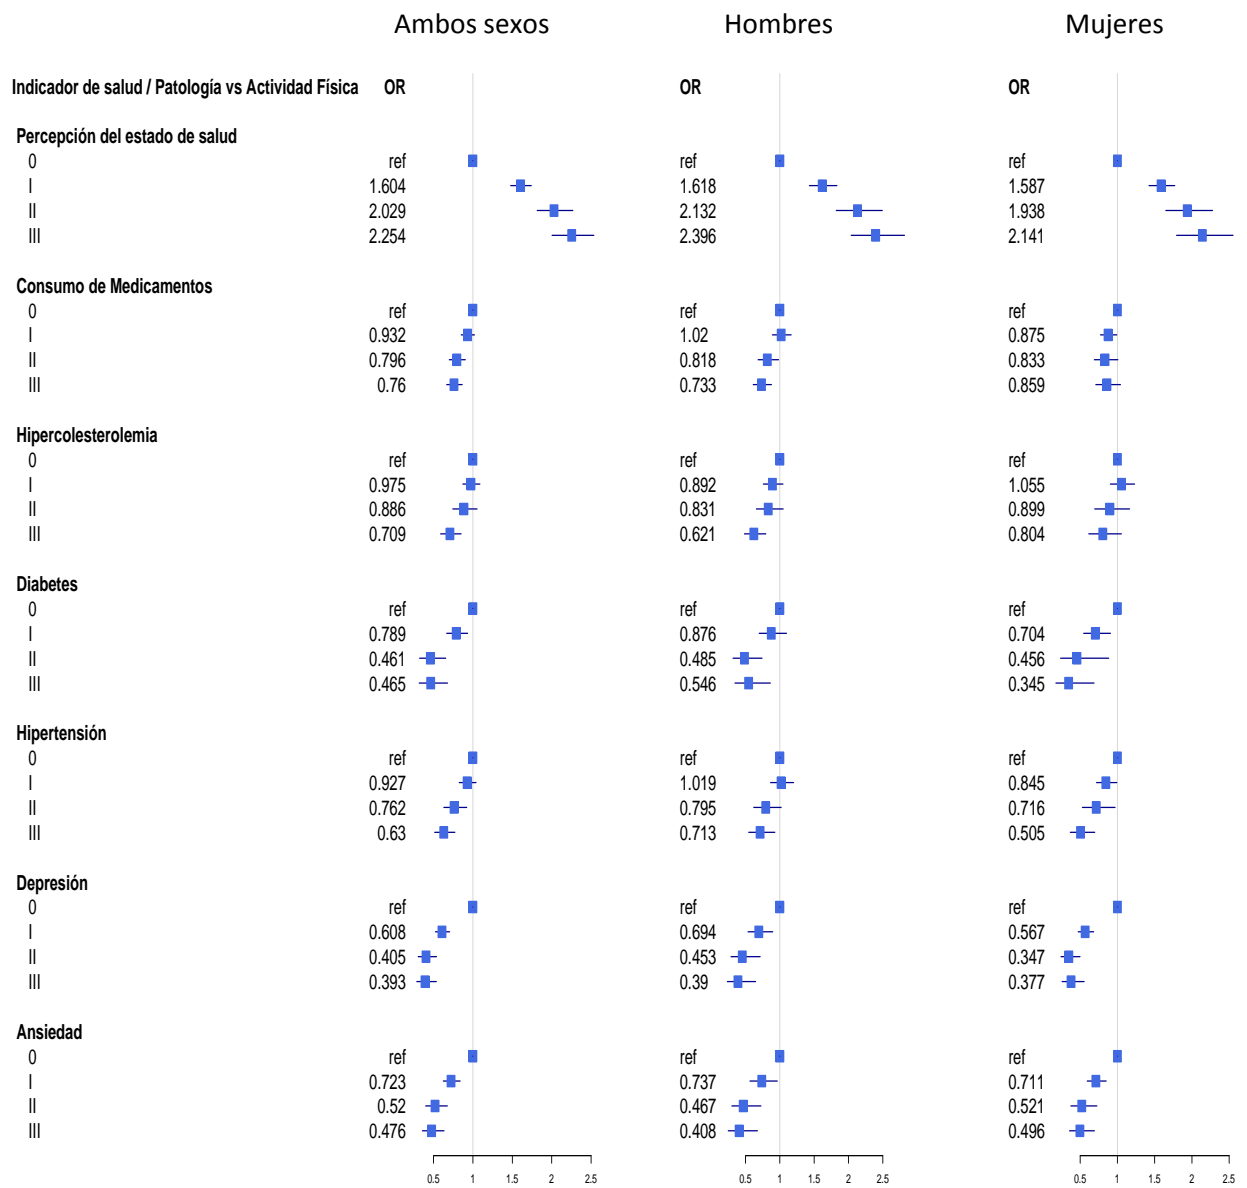 Ambos sexos Hombres Mujeres
Indicador de salud / Patología vs Actividad Física OR OR OR
Percepción del estado de salud
0 ref ref ref
I 1.604 1.618 1.587
II 2.029 2.132 1.938
III 2.254 2.396 2.141
Consumo de Medicamentos
0 ref ref ref
I 0.932 1.02 0.875
II 0.796 0.818 0.833
III 0.76 0.733 0.859
Hipercolesterolemia
0 ref ref ref
I 0.975 0.892 1.055
II 0.886 0.831 0.899
III 0.709 0.621 0.804
Diabetes
0 ref ref ref
I 0.789 0.876 0.704
II 0.461 0.485 0.456
III 0.465 0.546 0.345
Hipertensión
0 ref ref ref
I 0.927 1.019 0.845
II 0.762 0.795 0.716
III 0.63 0.713 0.505
Depresión
0 ref ref ref
I 0.608 0.694 0.567
II 0.405 0.453 0.347
III 0.393 0.39 0.377
Ansiedad
0 ref ref ref
I 0.723 0.737 0.711
II 0.52 0.467 0.521
III 0.476 0.408 0.496
0.5 1 1.5 2 2.5 0.5 1 1.5 2 2.5 0.5 1 1.5 2 2.5